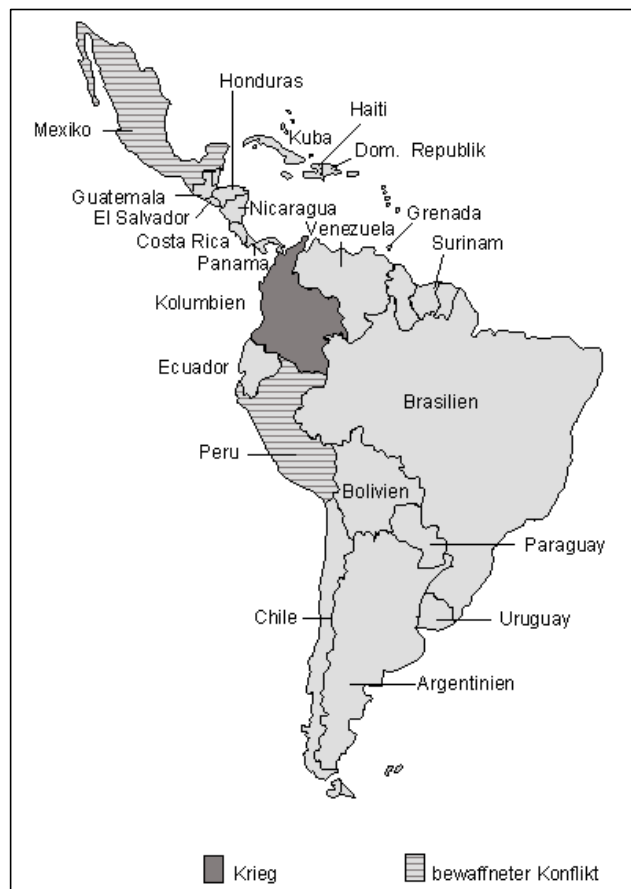 Honduras
Haiti
Mexiko
Kuba
Dom. Republik
Guatemala
Nicaragua
Grenada
El Salvador
Venezuela
Costa Rica
Surinam
Panama
Kolumbien
Ecuador
Brasilien
Peru
Bolivien
Paraguay
Chile
Uruguay
Argentinien
Krieg
bewaffneter Konflikt